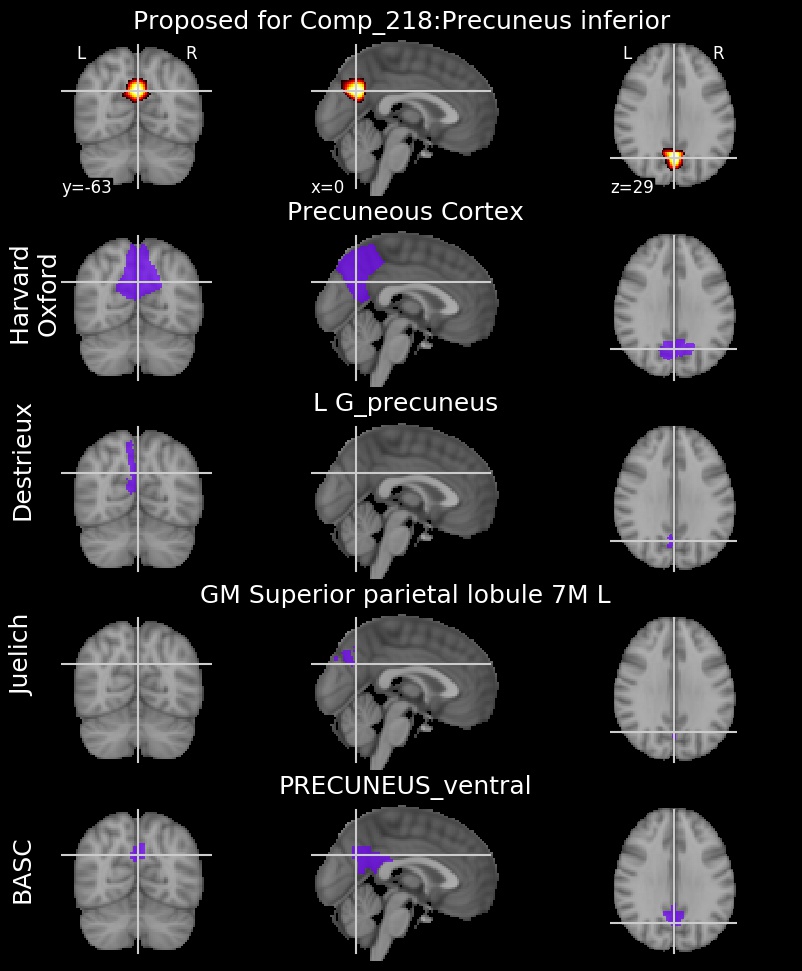 Proposed for Comp_218:Precuneus inferior
L R L R
y=-63 x=0 z=29
Precuneous Cortex
Harvard
Oxford
L G_precuneus
Destrieux
GM Superior parietal lobule 7M L
Juelich
PRECUNEUS_ventral
BASC